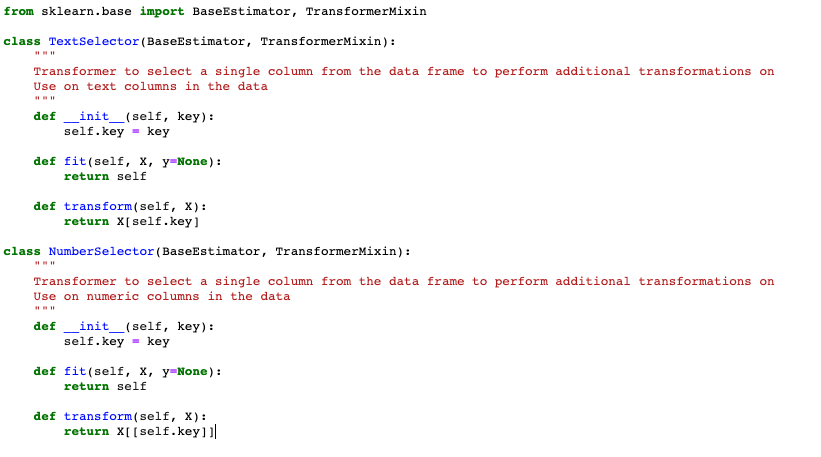 from sklearn.base import BaseEstimator, TransformerMixin
class TextSelector(BaseEstimator, TransformerMixin):
    """
    Transformer to select a single column from the data frame to perform additional transformations on
    Use on text columns in the data
    """
    def __init__(self, key):
        self.key = key
    def fit(self, X, y=None):
        return self
    def transform(self, X):
        return X[self.key]
class NumberSelector(BaseEstimator, TransformerMixin):
    """
    Transformer to select a single column from the data frame to perform additional transformations on
    Use on numeric columns in the data
    """
    def __init__(self, key):
        self.key = key
    def fit(self, X, y=None):
        return self
    def transform(self, X):
        return X[[self.key]]